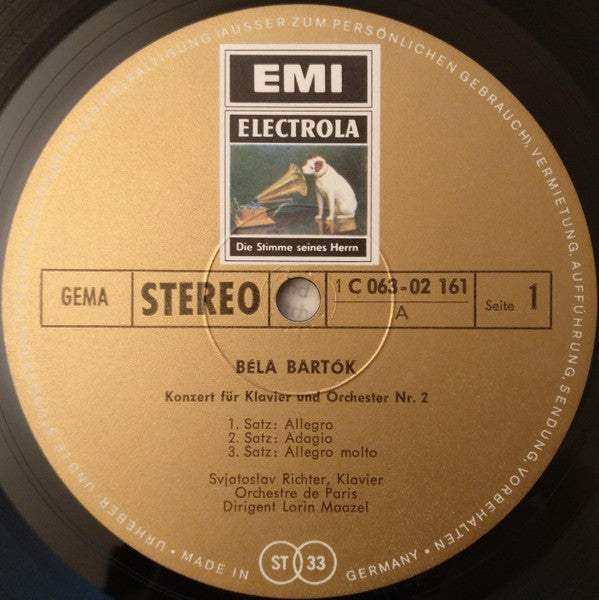 EMI
ELECTROLA
Die Stimme seines Herrn
GEMA
STEREO
1 C 063-02 161
A
Seite 1
BÉLA BARTÓK
Konzert für Klavier und Orchester Nr. 2
1. Satz: Allegro
2. Satz: Adagio
3. Satz: Allegro molto
Svjatoslav Richter, Klavier
Orchestre de Paris
Dirigent Lorin Maazel
URHEBER- UND
(AUSSER ZUM PERSÖNLICHEN GEBRAUCH), VERMIETUNG, AUFFÜHRUNG, SENDUNG, VORBEHALTEN
• MADE IN
ST 33
GERMANY •